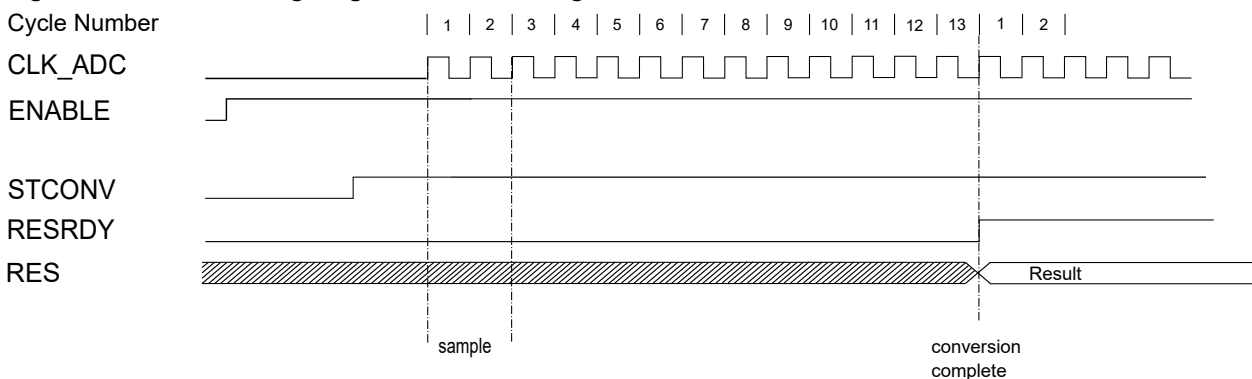 Cycle Number 1 2 3 4 5 6 7 8 9 10 11 12 13 1 2
CLK_ADC
ENABLE
STCONV
RESRDY
RES Result
sample conversion
complete